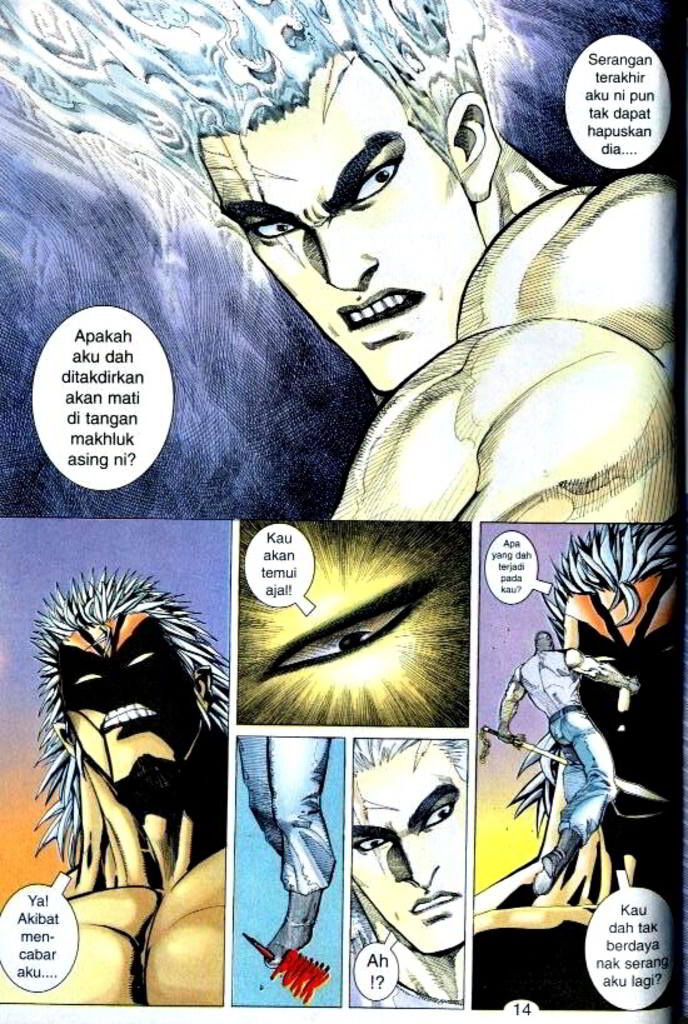 Serangan
terakhir
aku ni pun
tak dapat
hapuskan
dia....
Apakah
aku dah
ditakdirkan
akan mati
di tangan
makhluk
asing ni?
Ya!
Akibat
men-
cabar
aku....
Kau
akan
temui
ajal!
Ah
!?
Apa
yang dah
terjadi
pada
kau?
Kau
dah tak
berdaya
nak serang
aku lagi?
14